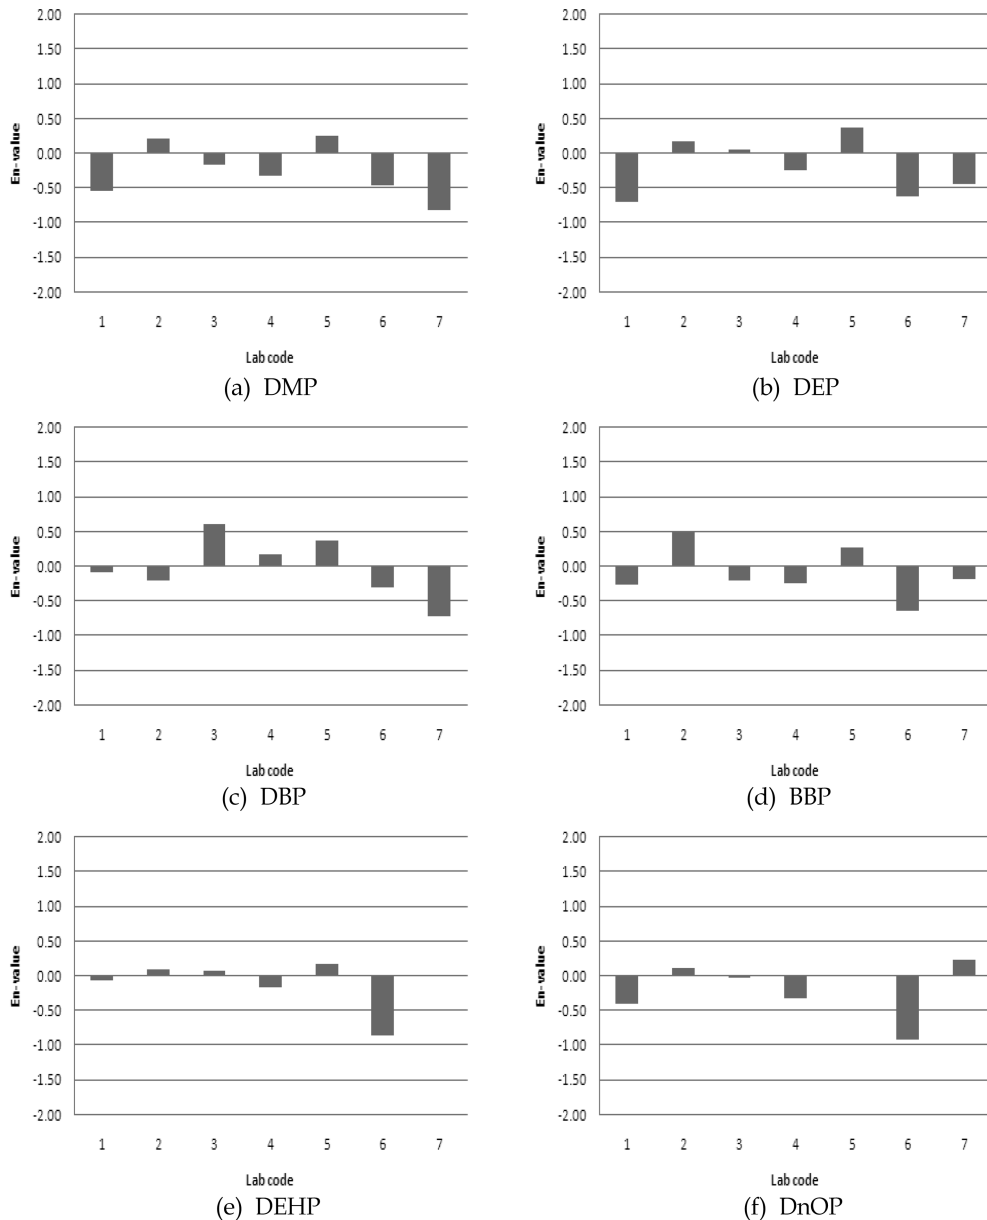 2.00 2.00
1.50 1.50
1.00 1.00
0.50 0.50
0.00 0.00
-0.50 -0.50
-1.00 -1.00
-1.50 -1.50
-2.00 -2.00
En-value En-value
1 2 3 4 5 6 7 1 2 3 4 5 6 7
Lab code Lab code
(a) DMP (b) DEP
2.00 2.00
1.50 1.50
1.00 1.00
0.50 0.50
0.00 0.00
-0.50 -0.50
-1.00 -1.00
-1.50 -1.50
-2.00 -2.00
En-value En-value
1 2 3 4 5 6 7 1 2 3 4 5 6 7
Lab code Lab code
(c) DBP (d) BBP
2.00 2.00
1.50 1.50
1.00 1.00
0.50 0.50
0.00 0.00
-0.50 -0.50
-1.00 -1.00
-1.50 -1.50
-2.00 -2.00
En-value En-value
1 2 3 4 5 6 7 1 2 3 4 5 6 7
Lab code Lab code
(e) DEHP (f) DnOP